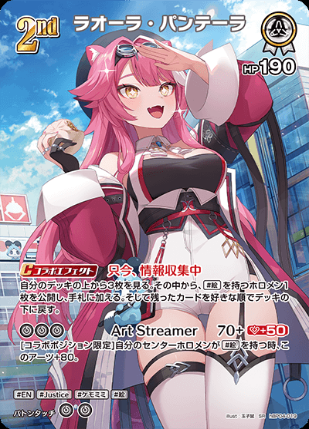 2nd ラオーラ・パンテーラ
HP190
コラボエフェクト 只今、情報収集中
自分のデッキの上から3枚を見る。その中から、#絵を持つホロメン1
枚を公開し、手札に加える。そして残ったカードを好きな順でデッキの
下に戻す。
Art Streamer 70+ +50
[コラボポジション限定]自分のセンターホロメンが#絵を持つ時、こ
のアーツ+80。
#EN #Justice #ケモミミ #絵
バトンタッチ